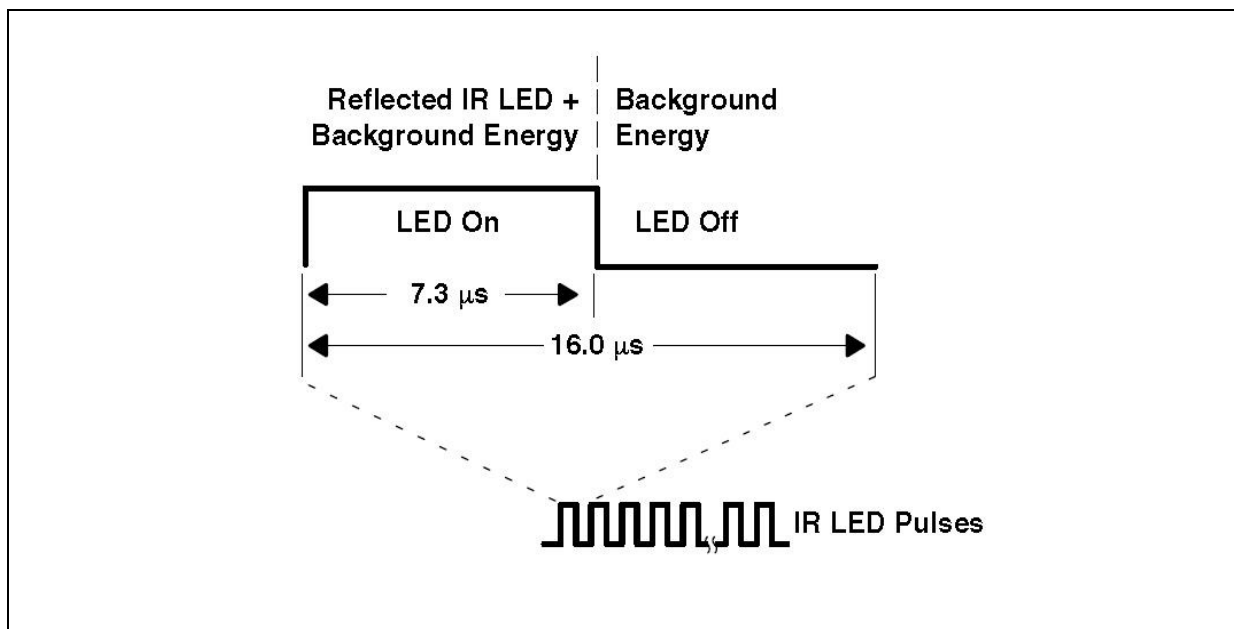 Reflected IR LED +
Background Energy
Background
Energy
LED On
LED Off
7.3 μs
16.0 μs
IR LED Pulses